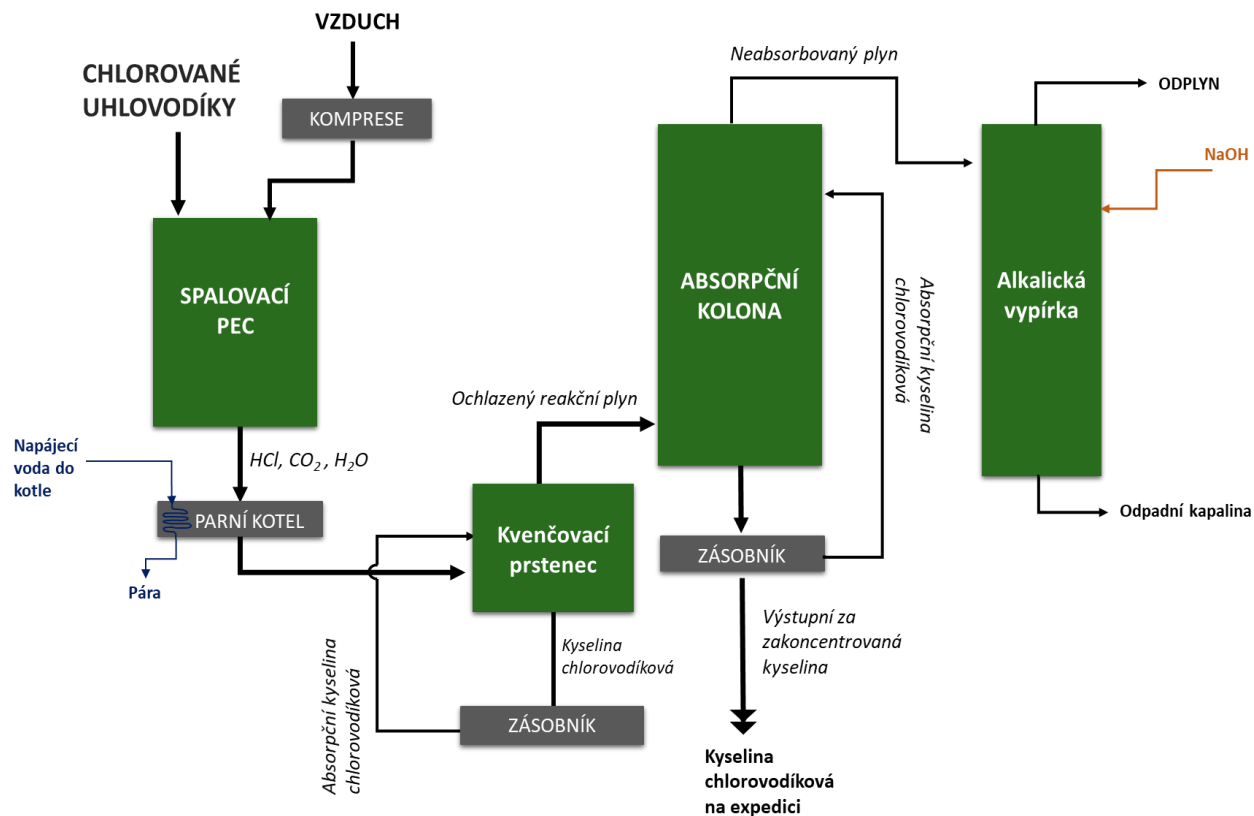 VZDUCH
CHLOROVANÉ
UHLOVODÍKY
KOMPRESE
Neabsorbovaný plyn
ODPLYN
NaOH
SPALOVACÍ
PEC
ABSORPČNÍ
KOLONA
Absorpční kyselina
chlorovodíková
Alkalická
vypírka
Ochlazený reakční plyn
Napájecí
voda do
kotle
HCl, CO₂ , H₂O
PARNÍ KOTEL
Pára
Kvenčovací
prstenec
ZÁSOBNÍK
Odpadní kapalina
Absorpční kyselina
chlorovodíková
Kyselina
chlorovodíková
ZÁSOBNÍK
Výstupní za
zakoncentrovaná
kyselina
Kyselina
chlorovodíková
na expedici